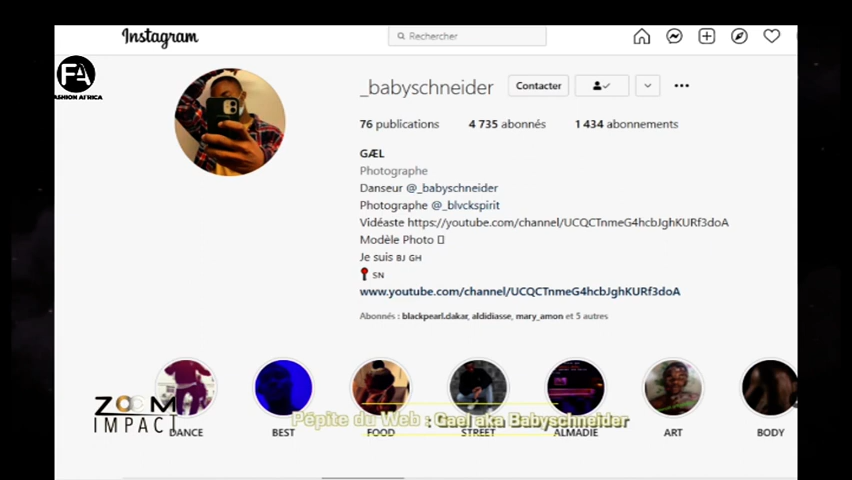 Instagram
Rechercher
FA
FASHION AFRICA
_babyschneider
Contacter
76 publications 4 735 abonnés 1 434 abonnements
GÆL
Photographe
Danseur @_babyschneider
Photographe @_blvckspirit
Vidéaste https://youtube.com/channel/UCQCTnmeG4hcbJghKURf3doA
Modèle Photo
Je suis BJ GH
SN
www.youtube.com/channel/UCQCTnmeG4hcbJghKURf3doA
Abonnés : blackpearl.dakar, aldidiasse, mary_amon et 5 autres
ZOOM
IMPACT
Pépite du Web : Gael aka Babyschneider
DANCE BEST FOOD STREET ALMADIE ART BODY